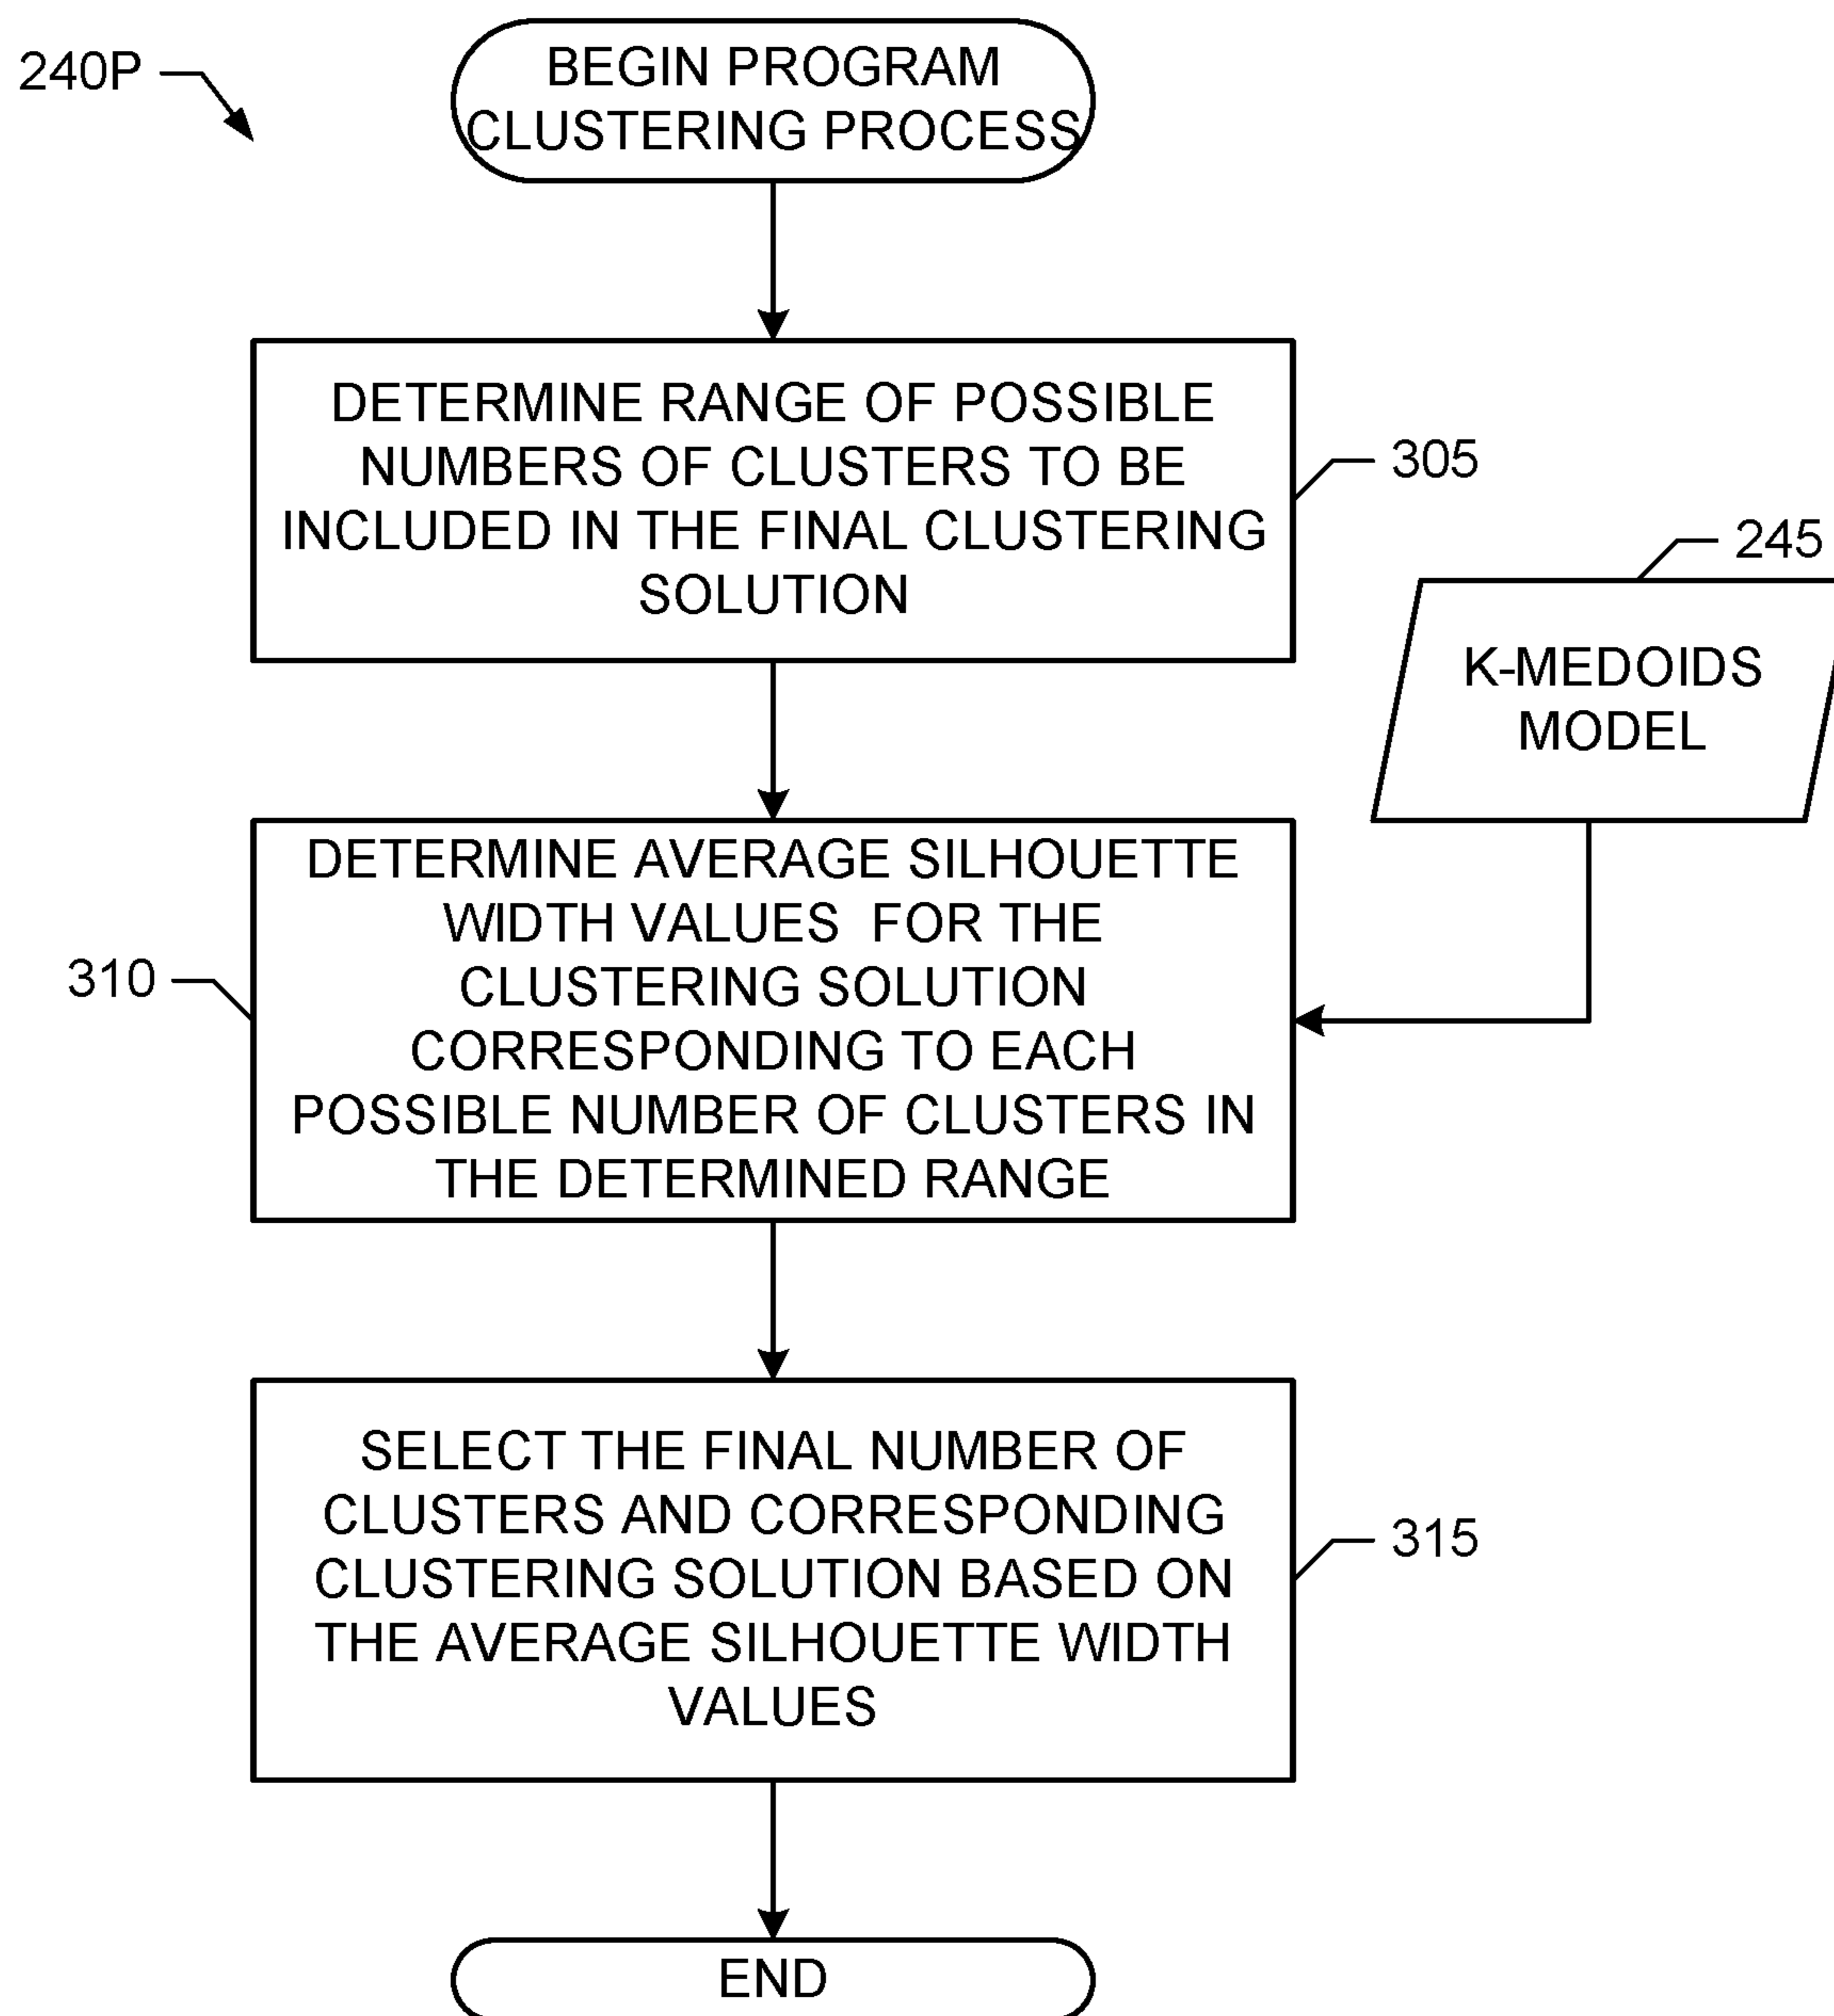 240P
BEGIN PROGRAM
CLUSTERING PROCESS
DETERMINE RANGE OF POSSIBLE
NUMBERS OF CLUSTERS TO BE
INCLUDED IN THE FINAL CLUSTERING
SOLUTION
305
245
K-MEDOIDS
MODEL
DETERMINE AVERAGE SILHOUETTE
WIDTH VALUES FOR THE
CLUSTERING SOLUTION
CORRESPONDING TO EACH
POSSIBLE NUMBER OF CLUSTERS IN
THE DETERMINED RANGE
310
SELECT THE FINAL NUMBER OF
CLUSTERS AND CORRESPONDING
CLUSTERING SOLUTION BASED ON
THE AVERAGE SILHOUETTE WIDTH
VALUES
315
END